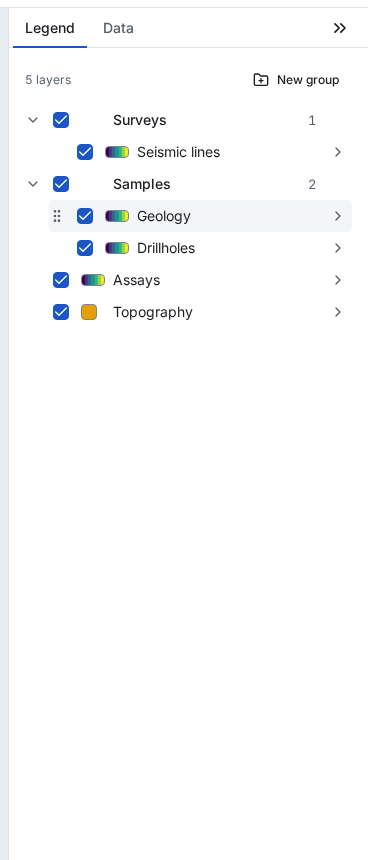 Legend Data
5 layers New group
Surveys 1
Seismic lines
Samples 2
Geology
Drillholes
Assays
Topography